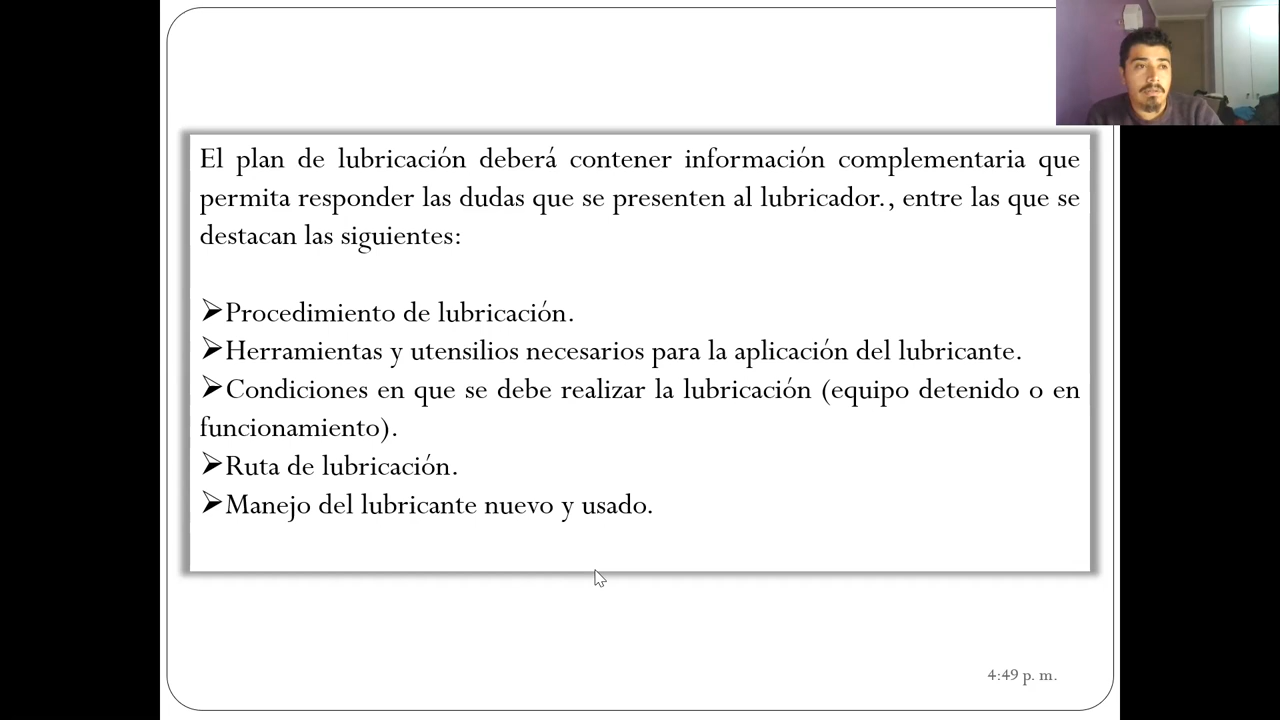 El plan de lubricación deberá contener información complementaria que
permita responder las dudas que se presenten al lubricador., entre las que se
destacan las siguientes:
➢Procedimiento de lubricación.
➢Herramientas y utensilios necesarios para la aplicación del lubricante.
➢Condiciones en que se debe realizar la lubricación (equipo detenido o en
funcionamiento).
➢Ruta de lubricación.
➢Manejo del lubricante nuevo y usado.
4:49 p. m.